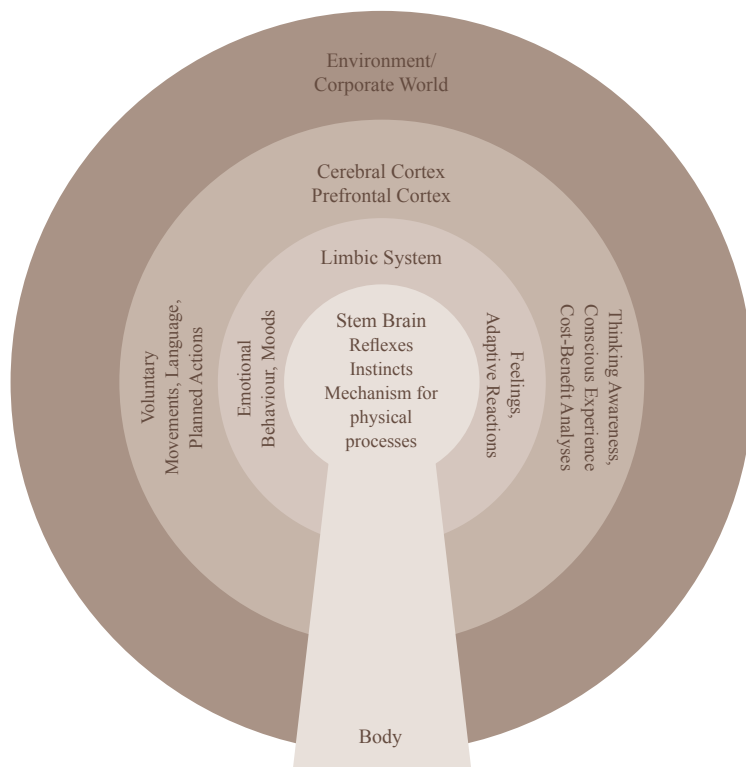 Environment/
Corporate World
Cerebral Cortex
Prefrontal Cortex
Limbic System
Stem Brain
Reflexes
Instincts
Mechanism for
physical
processes
Voluntary
Movements, Language,
Planned Actions
Emotional
Behaviour, Moods
Feelings,
Adaptive Reactions
Thinking Awareness,
Conscious Experience
Cost-Benefit Analyses
Body